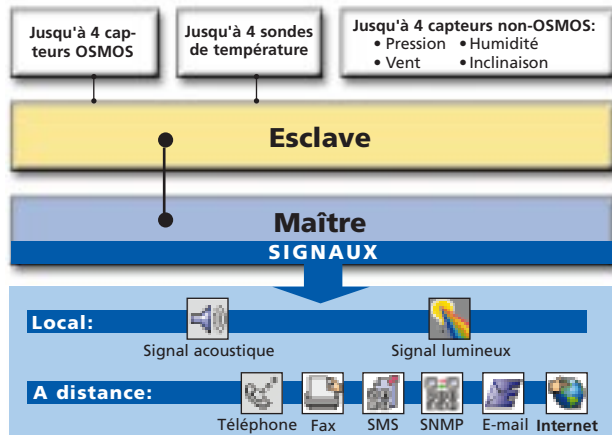 Jusqu'à 4 cap-
teurs OSMOS
Jusqu'à 4 sondes
de température
Jusqu'à 4 capteurs non-OSMOS:
• Pression • Humidité
• Vent • Inclinaison
Esclave
Maître
SIGNAUX
Local:
Signal acoustique Signal lumineux
A distance:
Téléphone Fax SMS SNMP E-mail Internet